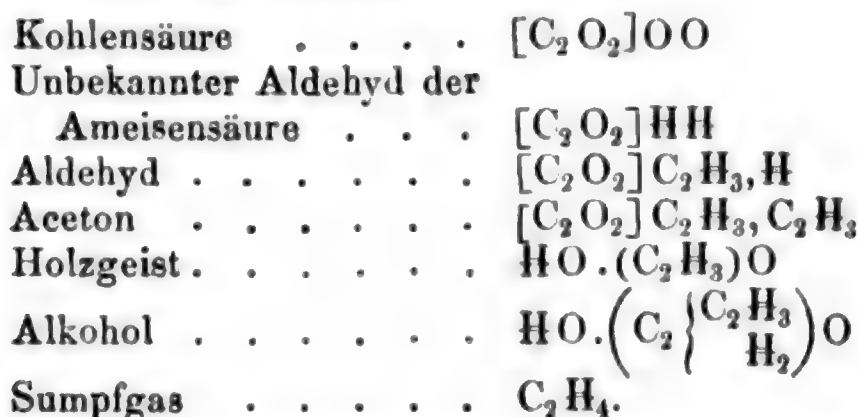 Kohlensäure . . . . [C₂O₂]OO
Unbekannter Aldehyd der
Ameisensäure . . . [C₂O₂]HH
Aldehyd . . . . . . [C₂O₂]C₂H₃,H
Aceton . . . . . . [C₂O₂]C₂H₃,C₂H₃
Holzgeist . . . . . . HO.(C₂H₃)O
Alkohol . . . . . . HO.(C₂{C₂H₃ H₂)O
Sumpfgas . . . . . C₂H₄.